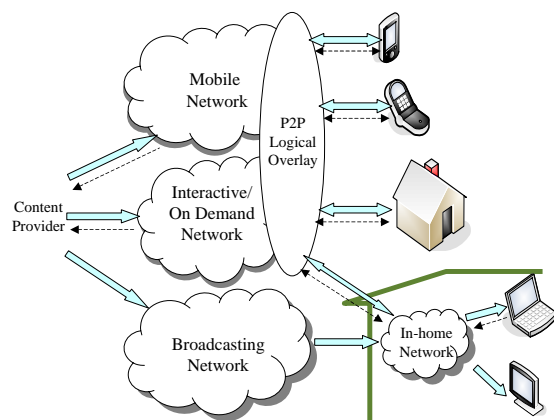 Mobile
Network
P2P
Logical
Overlay
Content
Provider
Interactive/
On Demand
Network
Broadcasting
Network
In-home
Network